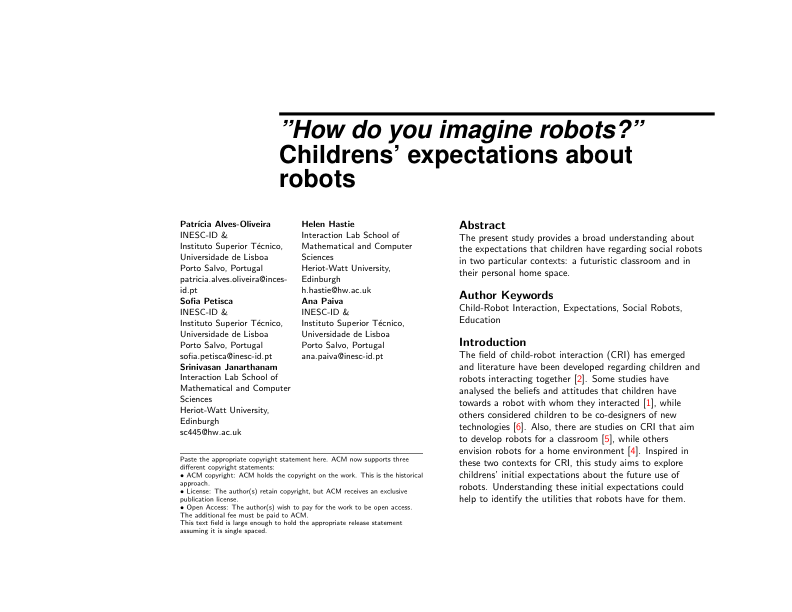 ”How do you imagine robots?”
Childrens’ expectations about
robots
Patrícia Alves-Oliveira
INESC-ID &
Instituto Superior Técnico,
Universidade de Lisboa
Porto Salvo, Portugal
patricia.alves.oliveira@inesc-
id.pt
Sofia Petisca
INESC-ID &
Instituto Superior Técnico,
Universidade de Lisboa
Porto Salvo, Portugal
sofia.petisca@inesc-id.pt
Srinivasan Janarthanam
Interaction Lab School of
Mathematical and Computer
Sciences
Heriot-Watt University,
Edinburgh
sc445@hw.ac.uk
Helen Hastie
Interaction Lab School of
Mathematical and Computer
Sciences
Heriot-Watt University,
Edinburgh
h.hastie@hw.ac.uk
Ana Paiva
INESC-ID &
Instituto Superior Técnico,
Universidade de Lisboa
Porto Salvo, Portugal
ana.paiva@inesc-id.pt
Paste the appropriate copyright statement here. ACM now supports three
different copyright statements:
• ACM copyright: ACM holds the copyright on the work. This is the historical
approach.
• License: The author(s) retain copyright, but ACM receives an exclusive
publication license.
• Open Access: The author(s) wish to pay for the work to be open access.
The additional fee must be paid to ACM.
This text field is large enough to hold the appropriate release statement
assuming it is single spaced.
Abstract
The present study provides a broad understanding about
the expectations that children have regarding social robots
in two particular contexts: a futuristic classroom and in
their personal home space.
Author Keywords
Child-Robot Interaction, Expectations, Social Robots,
Education
Introduction
The field of child-robot interaction (CRI) has emerged
and literature have been developed regarding children and
robots interacting together [2]. Some studies have
analysed the beliefs and attitudes that children have
towards a robot with whom they interacted [1], while
others considered children to be co-designers of new
technologies [6]. Also, there are studies on CRI that aim
to develop robots for a classroom [5], while others
envision robots for a home environment [4]. Inspired in
these two contexts for CRI, this study aims to explore
childrens’ initial expectations about the future use of
robots. Understanding these initial expectations could
help to identify the utilities that robots have for them.